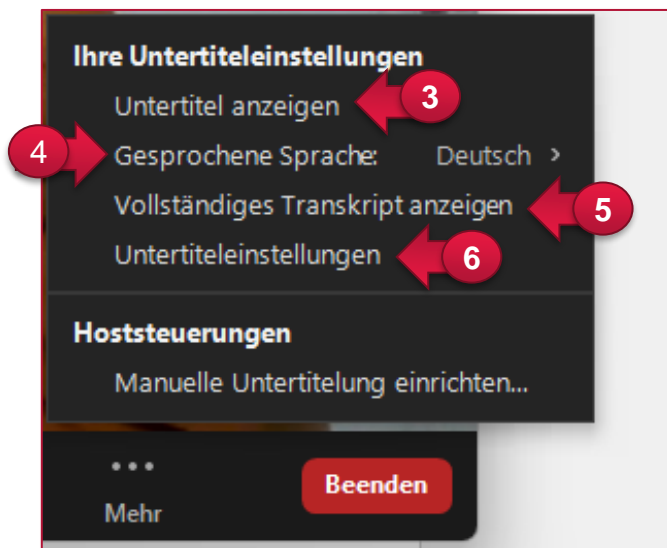 Ihre Untertiteleinstellungen
Untertitel anzeigen 3
4 Gesprochene Sprache: Deutsch >
Vollständiges Transkript anzeigen 5
Untertiteleinstellungen 6
Hoststeuerungen
Manuelle Untertitelung einrichten...
Beenden
Mehr